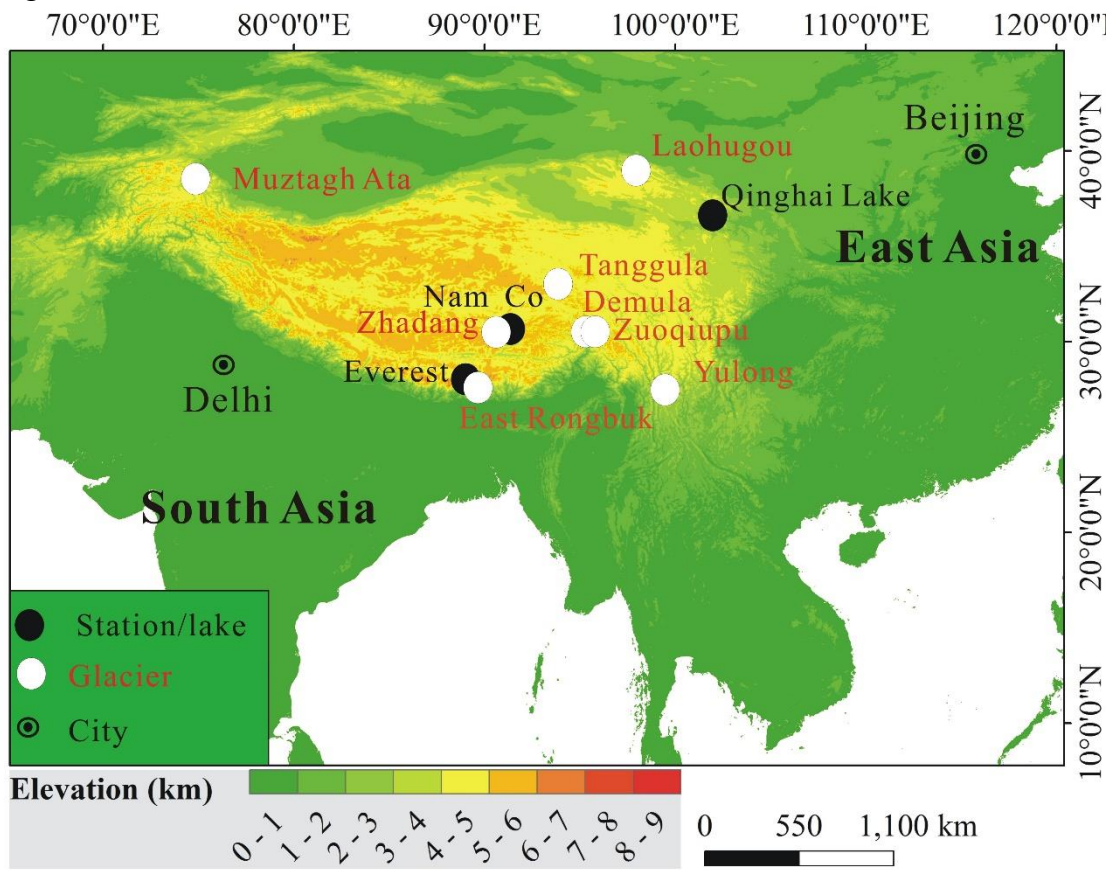 70°0'0"E 80°0'0"E 90°0'0"E 100°0'0"E 110°0'0"E 120°0'0"E
Beijing
40°0'0"N
Laohugou
Muztagh Ata
Qinghai Lake
East Asia
Tanggula
Nam Co
Demula
Zhadang
Zuoqiupu
30°0'0"N
Everest
Yulong
Delhi
East Rongbuk
South Asia
20°0'0"N
Station/lake
Glacier
City
10°0'0"N
Elevation (km)
0 - 1
1 - 2
2 - 3
3 - 4
4 - 5
5 - 6
6 - 7
7 - 8
8 - 9
0 550 1,100 km